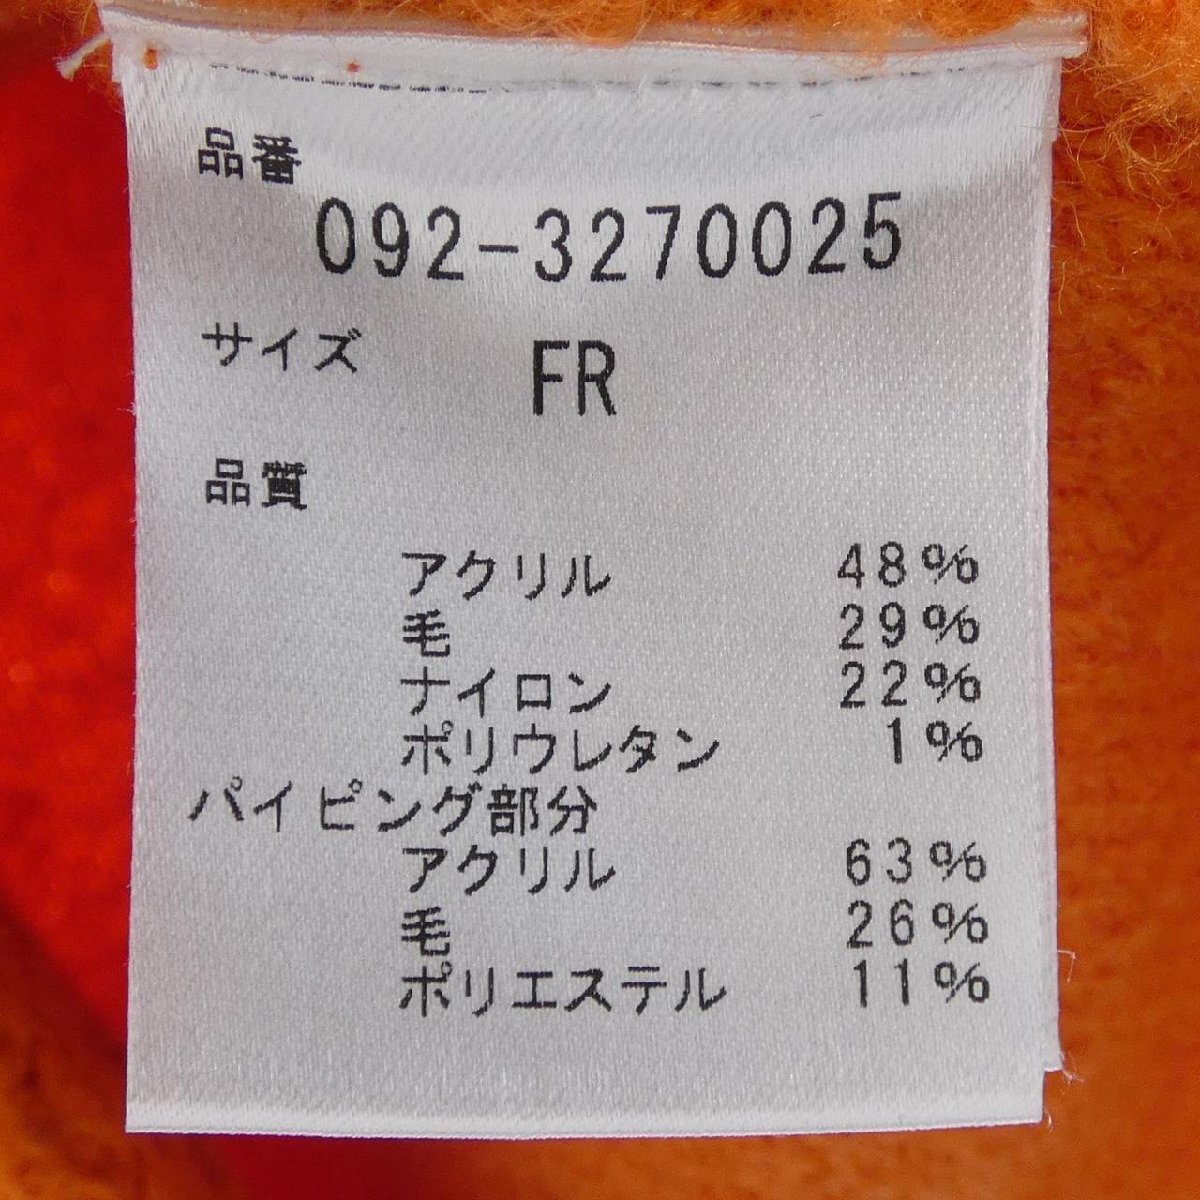 品番
092-3270025
サイズ FR
品質
アクリル 48%
毛 29%
ナイロン 22%
ポリウレタン 1%
パイピング部分
アクリル 63%
毛 26%
ポリエステル 11%